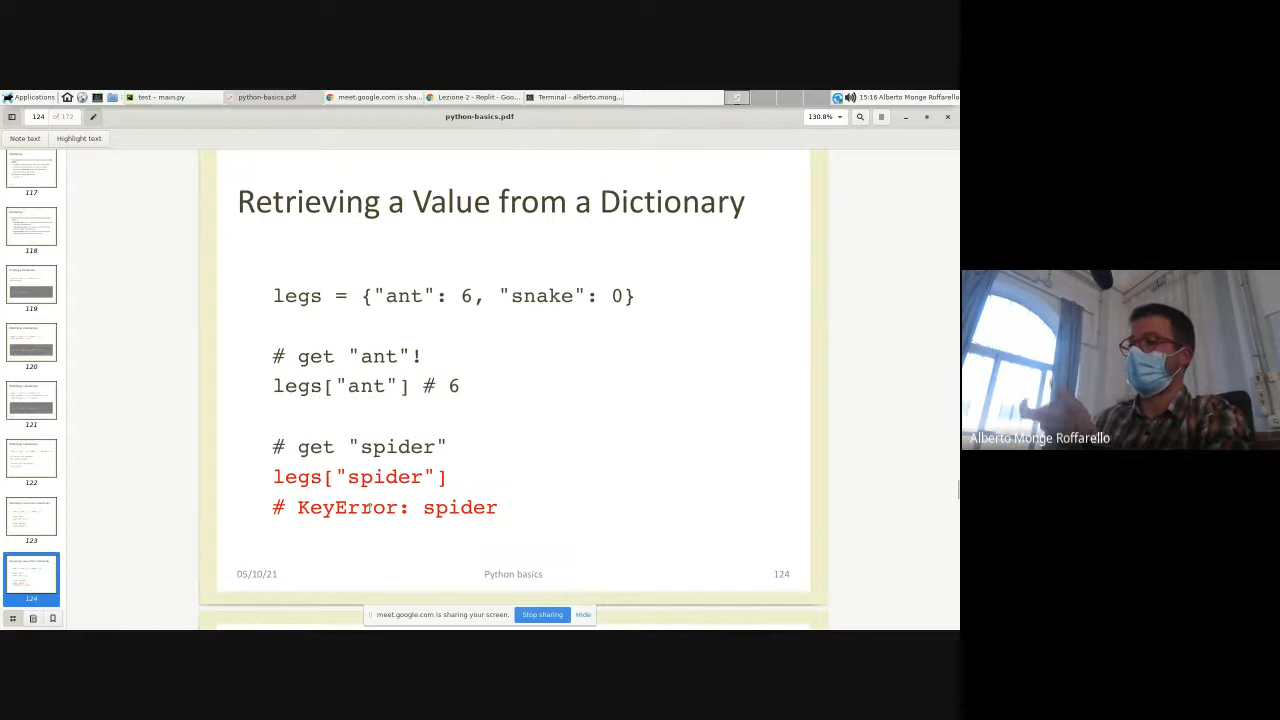 Applications
test - main.py
python-basics.pdf
meet.google.com is sha...
Lezione 2 - Replit - Goo...
Terminal - alberto.mong...
15:16 Alberto Monge Roffarello
124 of 172
python-basics.pdf
130.8%
Note text
Highlight text
117
118
119
120
121
122
123
124
Retrieving a Value from a Dictionary
legs = {"ant": 6, "snake": 0}
# get "ant"!
legs["ant"] # 6
# get "spider"
legs["spider"]
# KeyError: spider
05/10/21
Python basics
124
meet.google.com is sharing your screen.
Stop sharing
Hide
Alberto Monge Roffarello